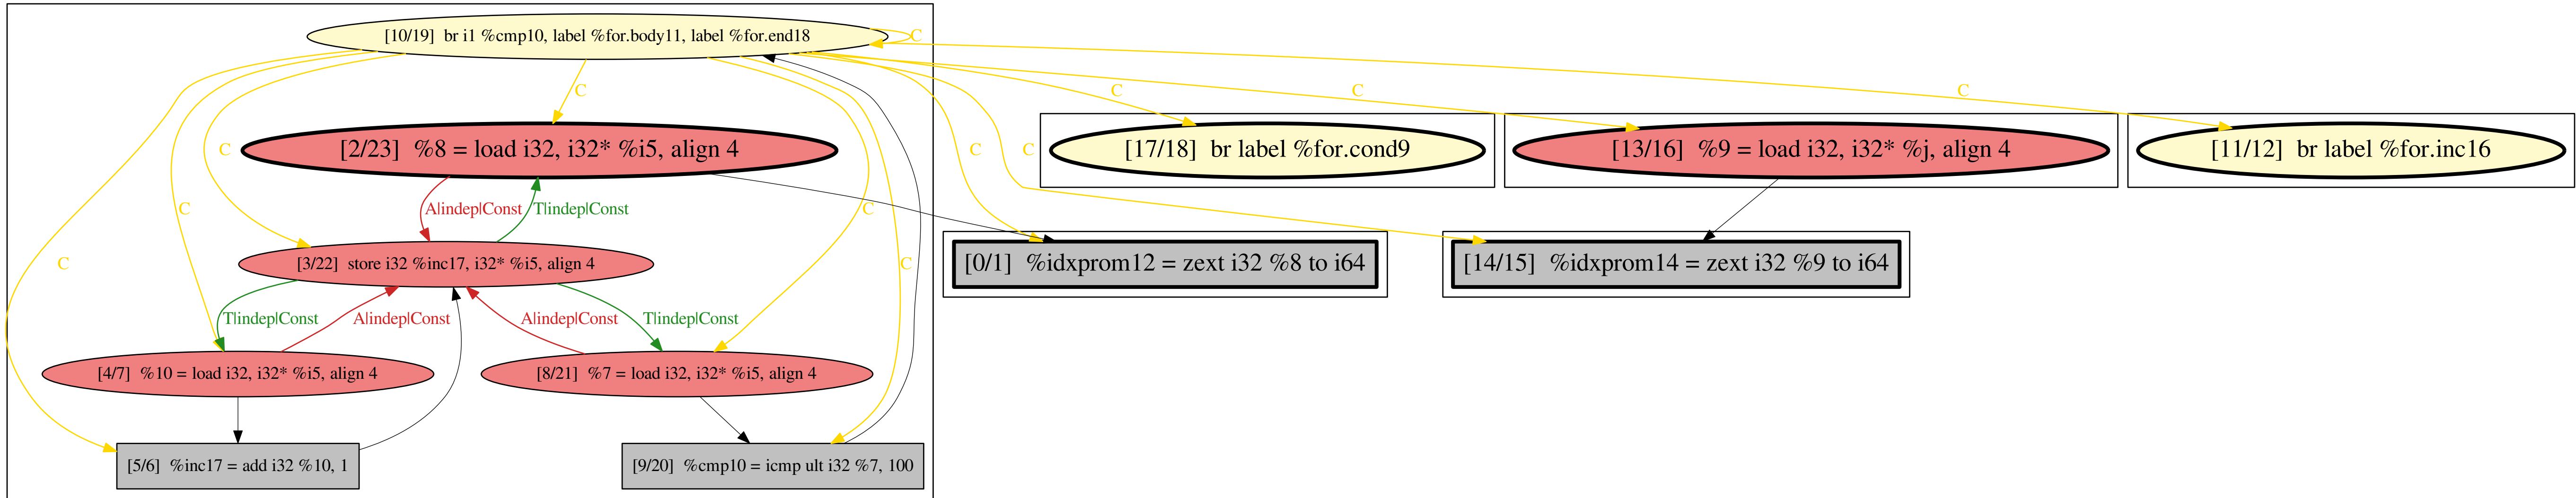 [10/19] br i1 %cmp10, label %for.body11, label %for.end18
C
C
C
C
C
[2/23] %8 = load i32, i32* %i5, align 4
[17/18] br label %for.cond9
[13/16] %9 = load i32, i32* %j, align 4
[11/12] br label %for.inc16
C
C
C
C
A|indep|Const
T|indep|Const
C
C
C
[3/22] store i32 %inc17, i32* %i5, align 4
C
[0/1] %idxprom12 = zext i32 %8 to i64
[14/15] %idxprom14 = zext i32 %9 to i64
T|indep|Const
A|indep|Const
A|indep|Const
T|indep|Const
[4/7] %10 = load i32, i32* %i5, align 4
[8/21] %7 = load i32, i32* %i5, align 4
[5/6] %inc17 = add i32 %10, 1
[9/20] %cmp10 = icmp ult i32 %7, 100